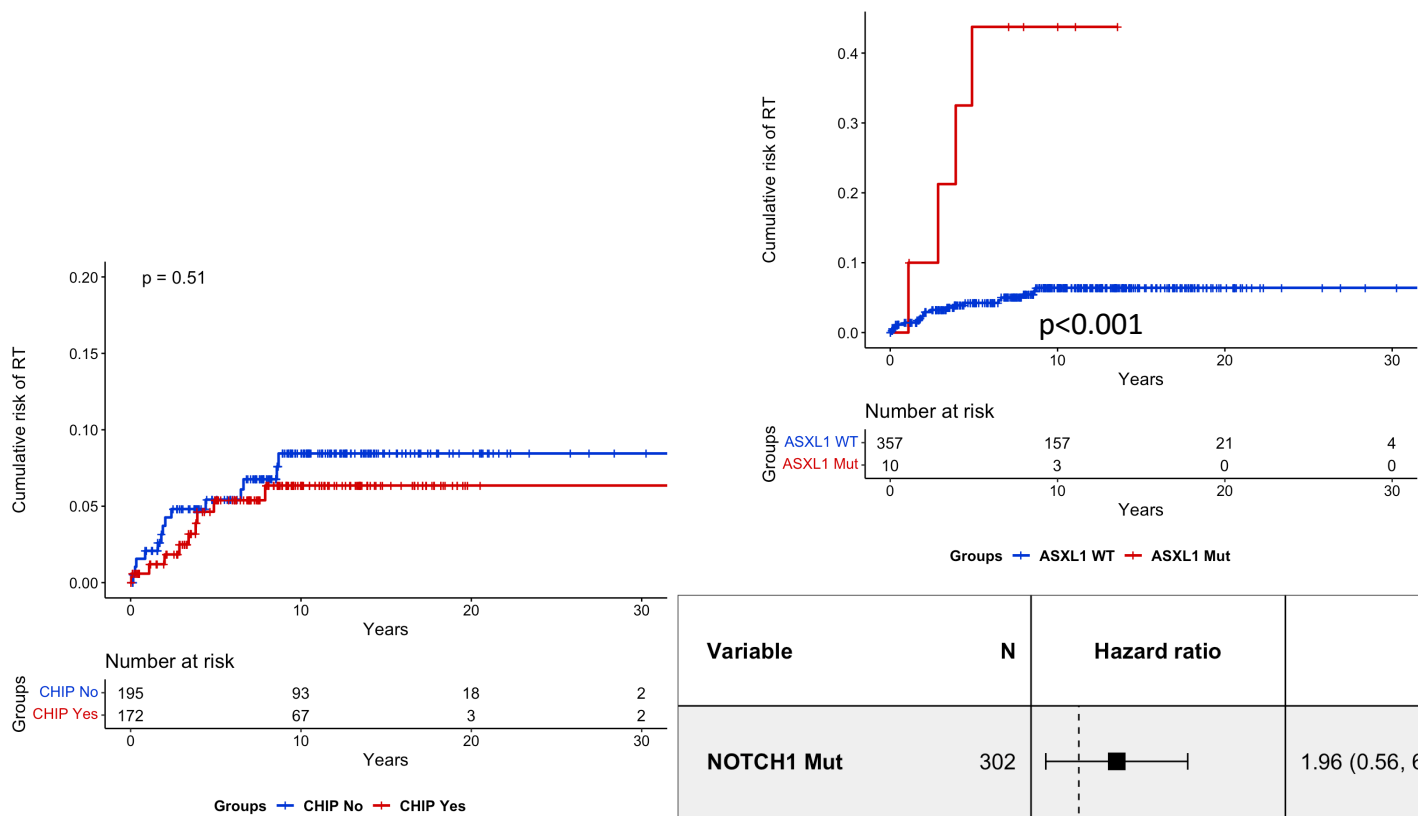 p = 0.51
0.20
0.15
0.10
0.05
0.00
Cumulative risk of RT
0 10 20 30
Years
Number at risk
Groups
CHIP No 195 93 18 2
CHIP Yes 172 67 3 2
0 10 20 30
Years
Groups CHIP No CHIP Yes
0.4
0.3
0.2
0.1
0.0
Cumulative risk of RT
p<0.001
0 10 20 30
Years
Number at risk
Groups
ASXL1 WT 357 157 21 4
ASXL1 Mut 10 3 0 0
0 10 20 30
Years
Groups ASXL1 WT ASXL1 Mut
Variable N Hazard ratio
NOTCH1 Mut 302 1.96 (0.56,